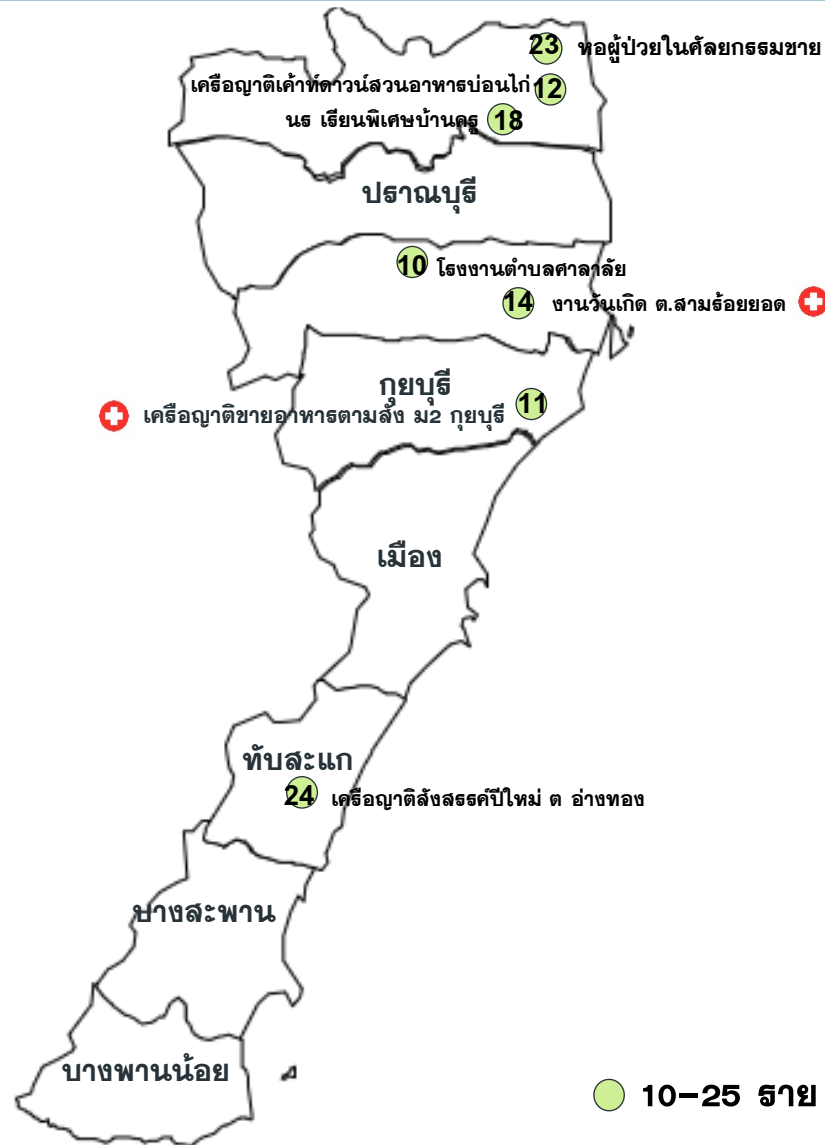 23 หอผู้ป่วยในศัลยกรรมชาย
เครือญาติเค้าท์ดาวน์สวนอาหารบ่อนไก่ 12
นร เรียนพิเศษบ้านครู 18
ปราณบุรี
10 โรงงานตำบลศาลาลัย
14 งานวันเกิด ต.สามร้อยยอด
กุยบุรี
เครือญาติขายอาหารตามสั่ง ม2 กุยบุรี 11
เมือง
ทับสะแก
24 เครือญาติสังสรรค์ปีใหม่ ต อ่างทอง
บางสะพาน
บางพานน้อย
10-25 ราย